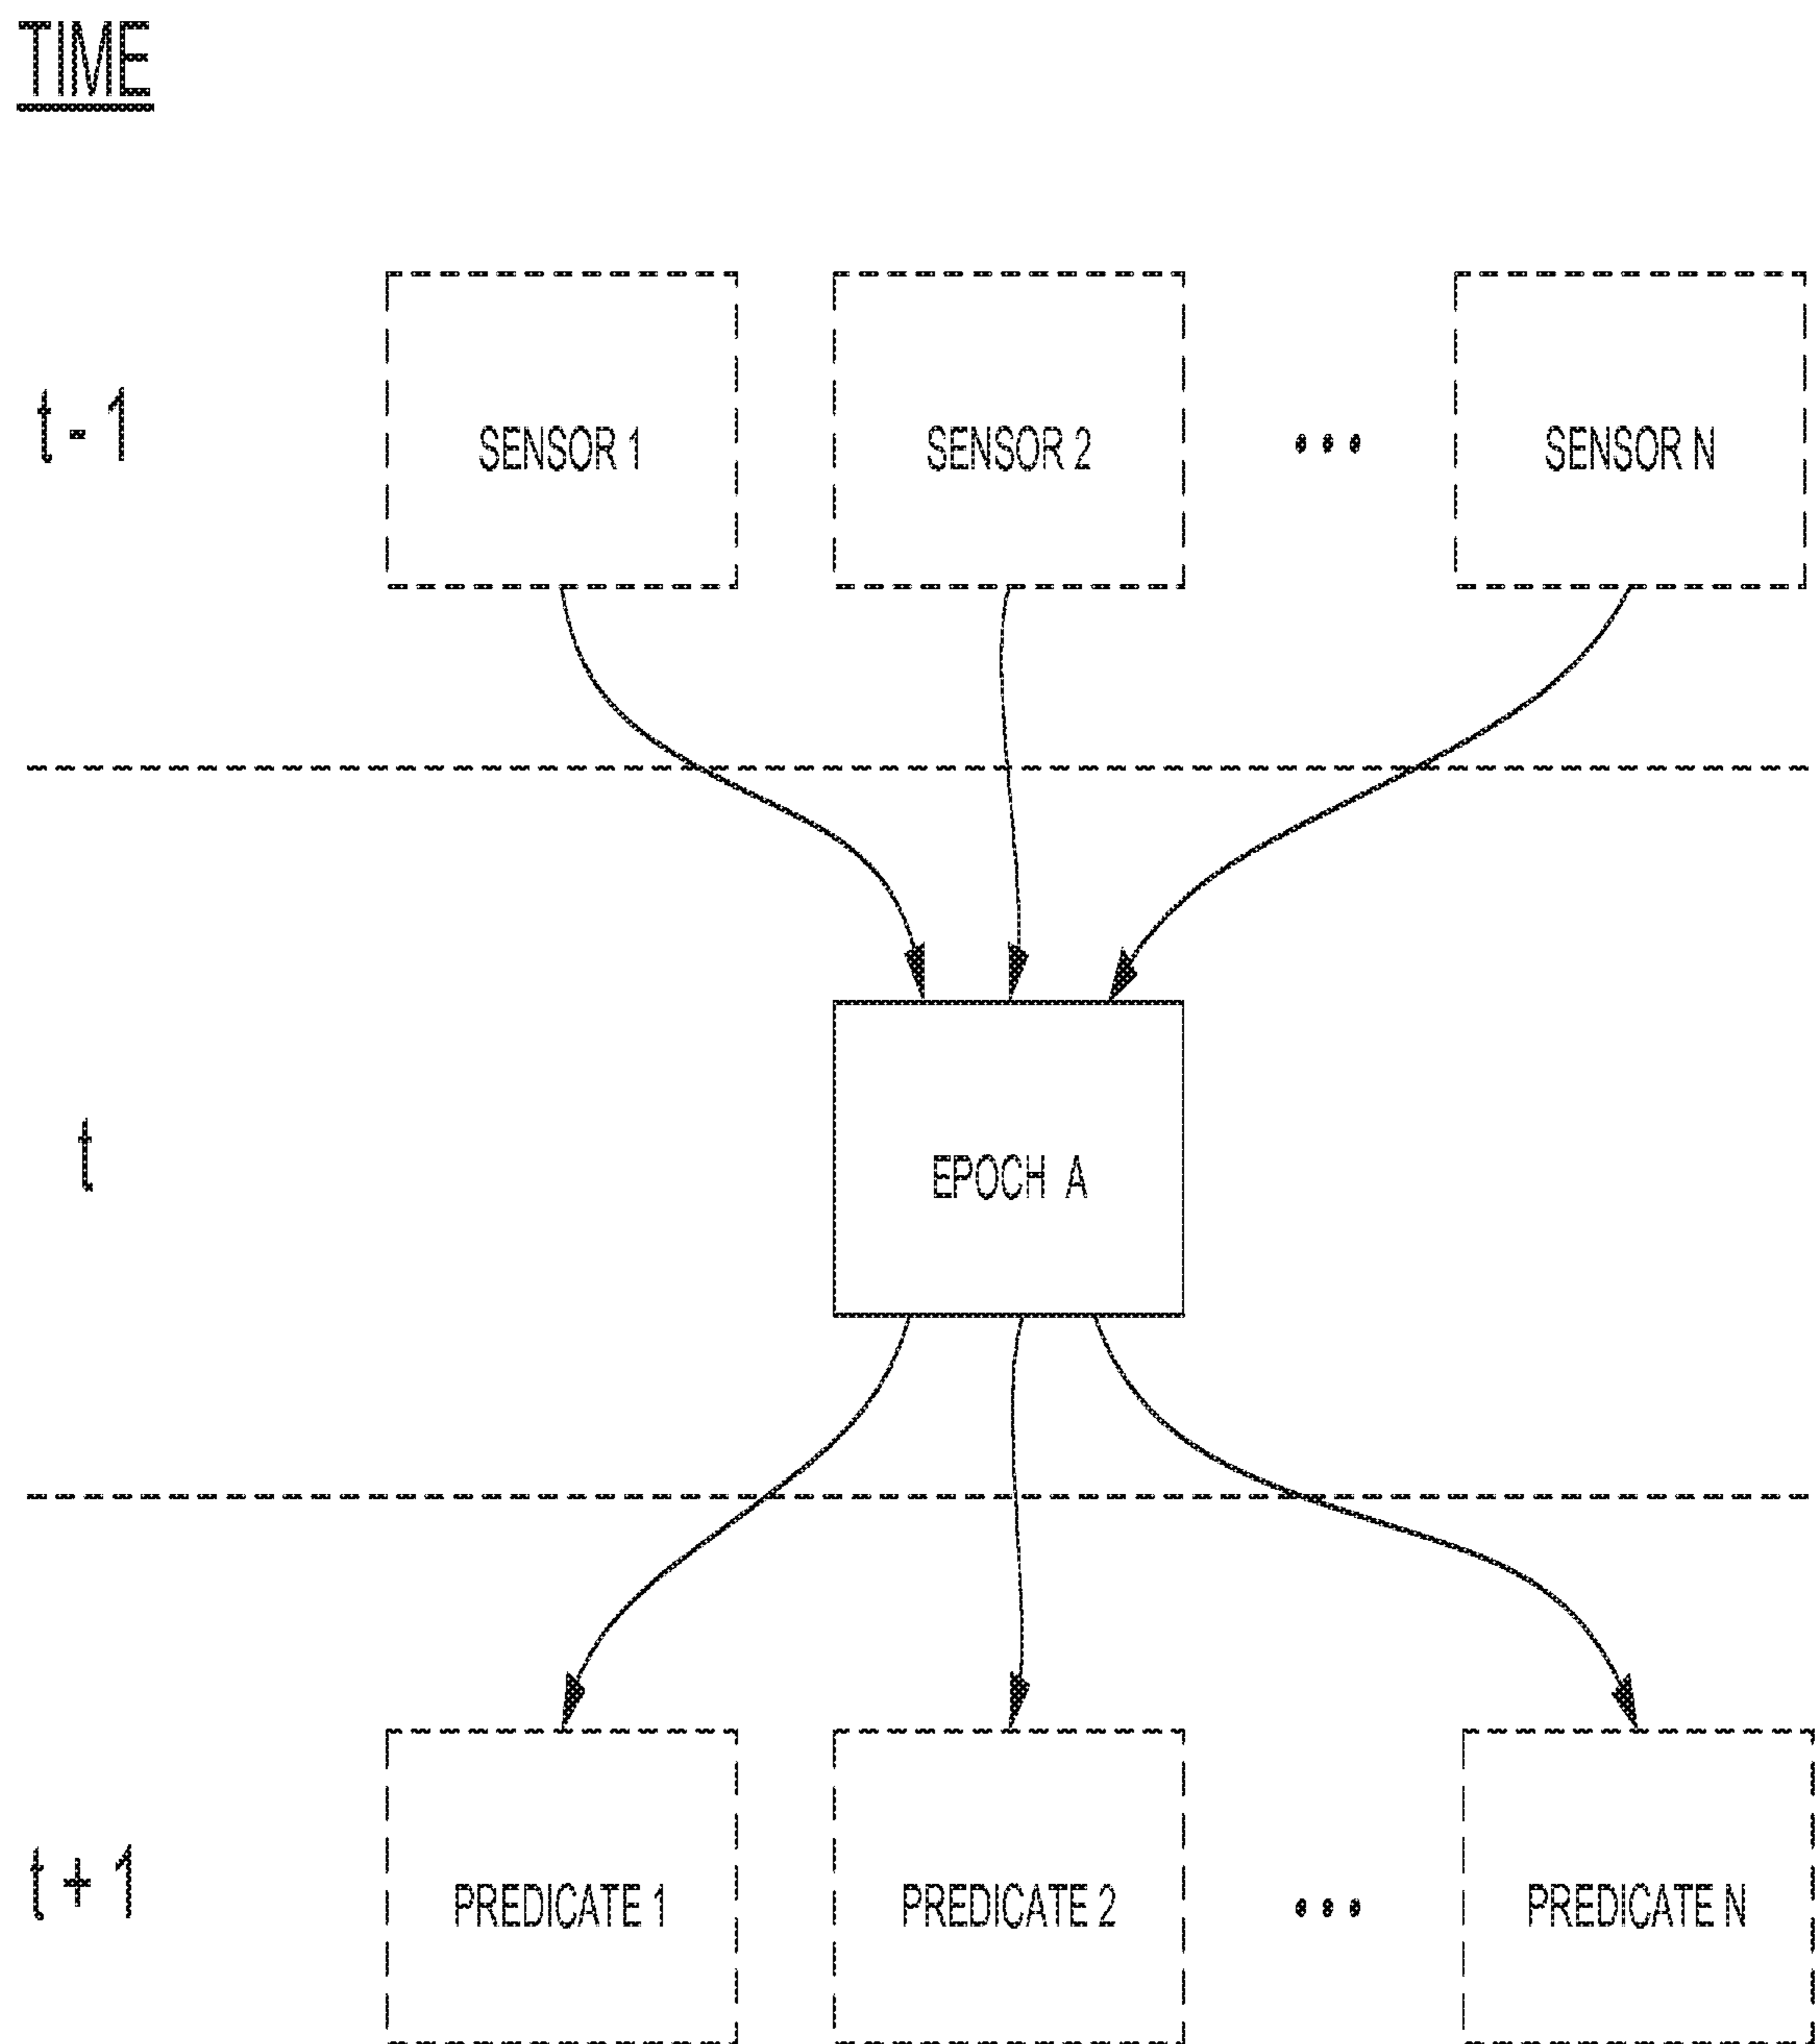 TIME
t - 1
SENSOR 1
SENSOR 2
•••
SENSOR N
t
EPOCH A
t + 1
PREDICATE 1
PREDICATE 2
•••
PREDICATE N